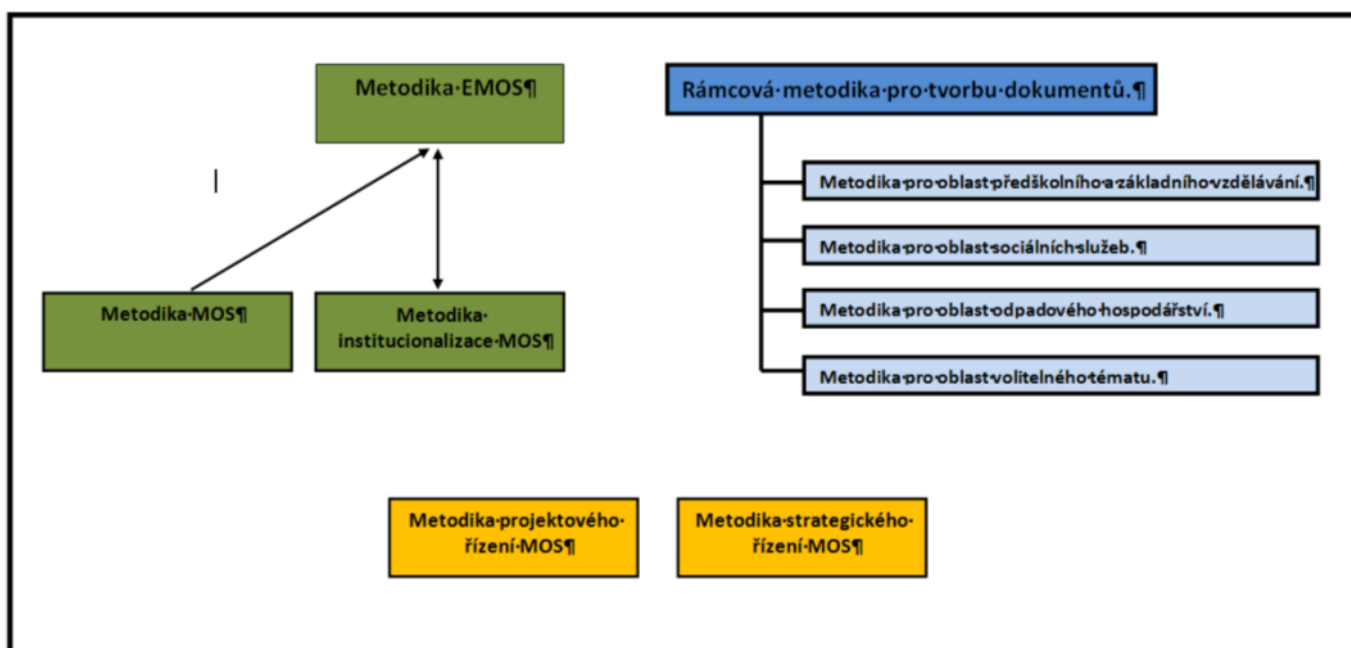 Metodika·EMOS¶
Rámcová·metodika·pro·tvorbu·dokumentů.¶
Metodika·pro·oblast·předškolního·a·základního·vzdělávání.¶
Metodika·pro·oblast·sociálních·služeb.¶
Metodika·pro·oblast·odpadového·hospodářství.¶
Metodika·pro·oblast·volitelného·tématu.¶
Metodika·MOS¶
Metodika·
institucionalizace·MOS¶
Metodika·projektového·
řízení·MOS¶
Metodika·strategického·
řízení·MOS¶